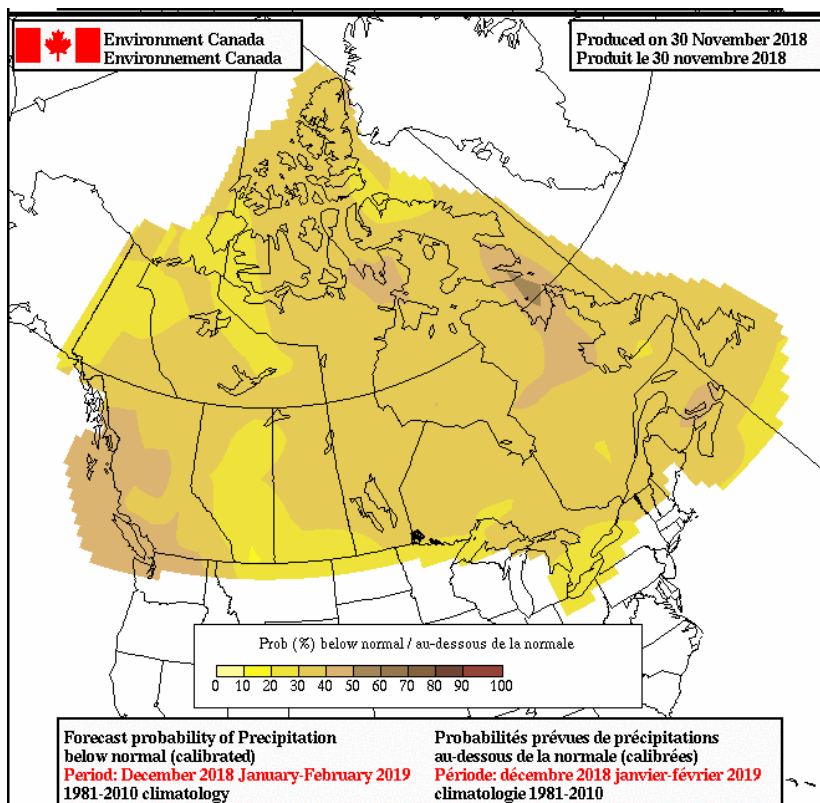 Environment Canada
Environnement Canada
Produced on 30 November 2018
Produit le 30 novembre 2018
Prob (%) below normal / au-dessous de la normale
0 10 20 30 40 50 60 70 80 90 100
Forecast probability of Precipitation
below normal (calibrated)
Period: December 2018 January-February 2019
1981-2010 climatology
Probabilités prévues de précipitations
au-dessous de la normale (calibrées)
Période: décembre 2018 janvier-février 2019
climatologie 1981-2010